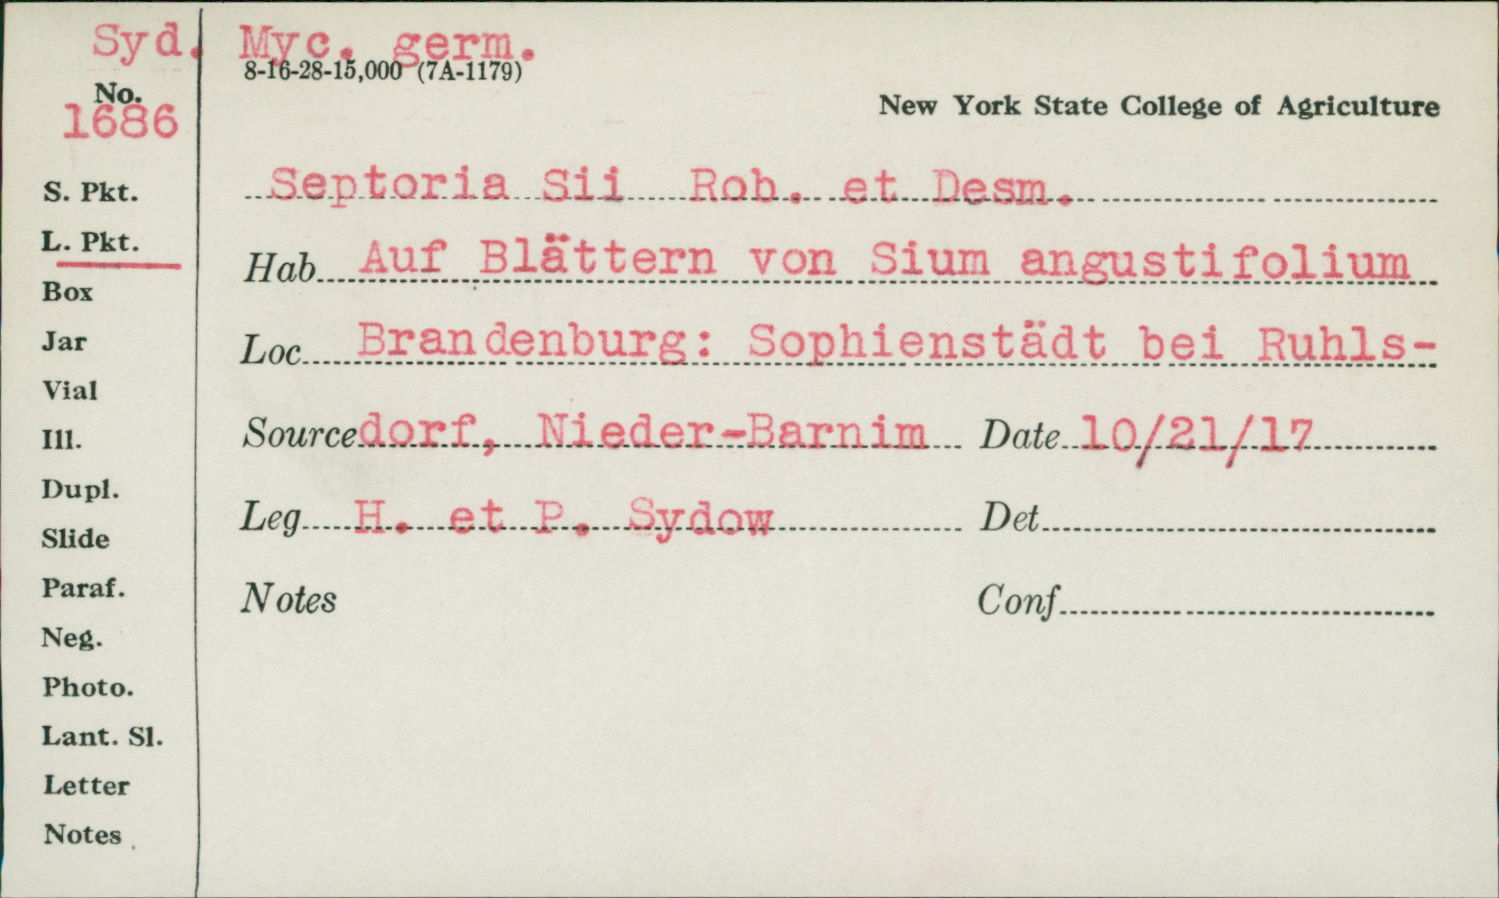 Syd. Myc. germ.
8-16-28-15,000 (7A-1179)
No.
1686
New York State College of Agriculture
Septoria Sii Rob. et Desm.
Hab Auf Blättern von Sium angustifolium
Loc Brandenburg: Sophienstädt bei Ruhls-
Source dorf, Nieder-Barnim Date 10/21/17
Leg H. et P. Sydow Det
Notes Conf
S. Pkt.
L. Pkt.
Box
Jar
Vial
Ill.
Dupl.
Slide
Paraf.
Neg.
Photo.
Lant. Sl.
Letter
Notes